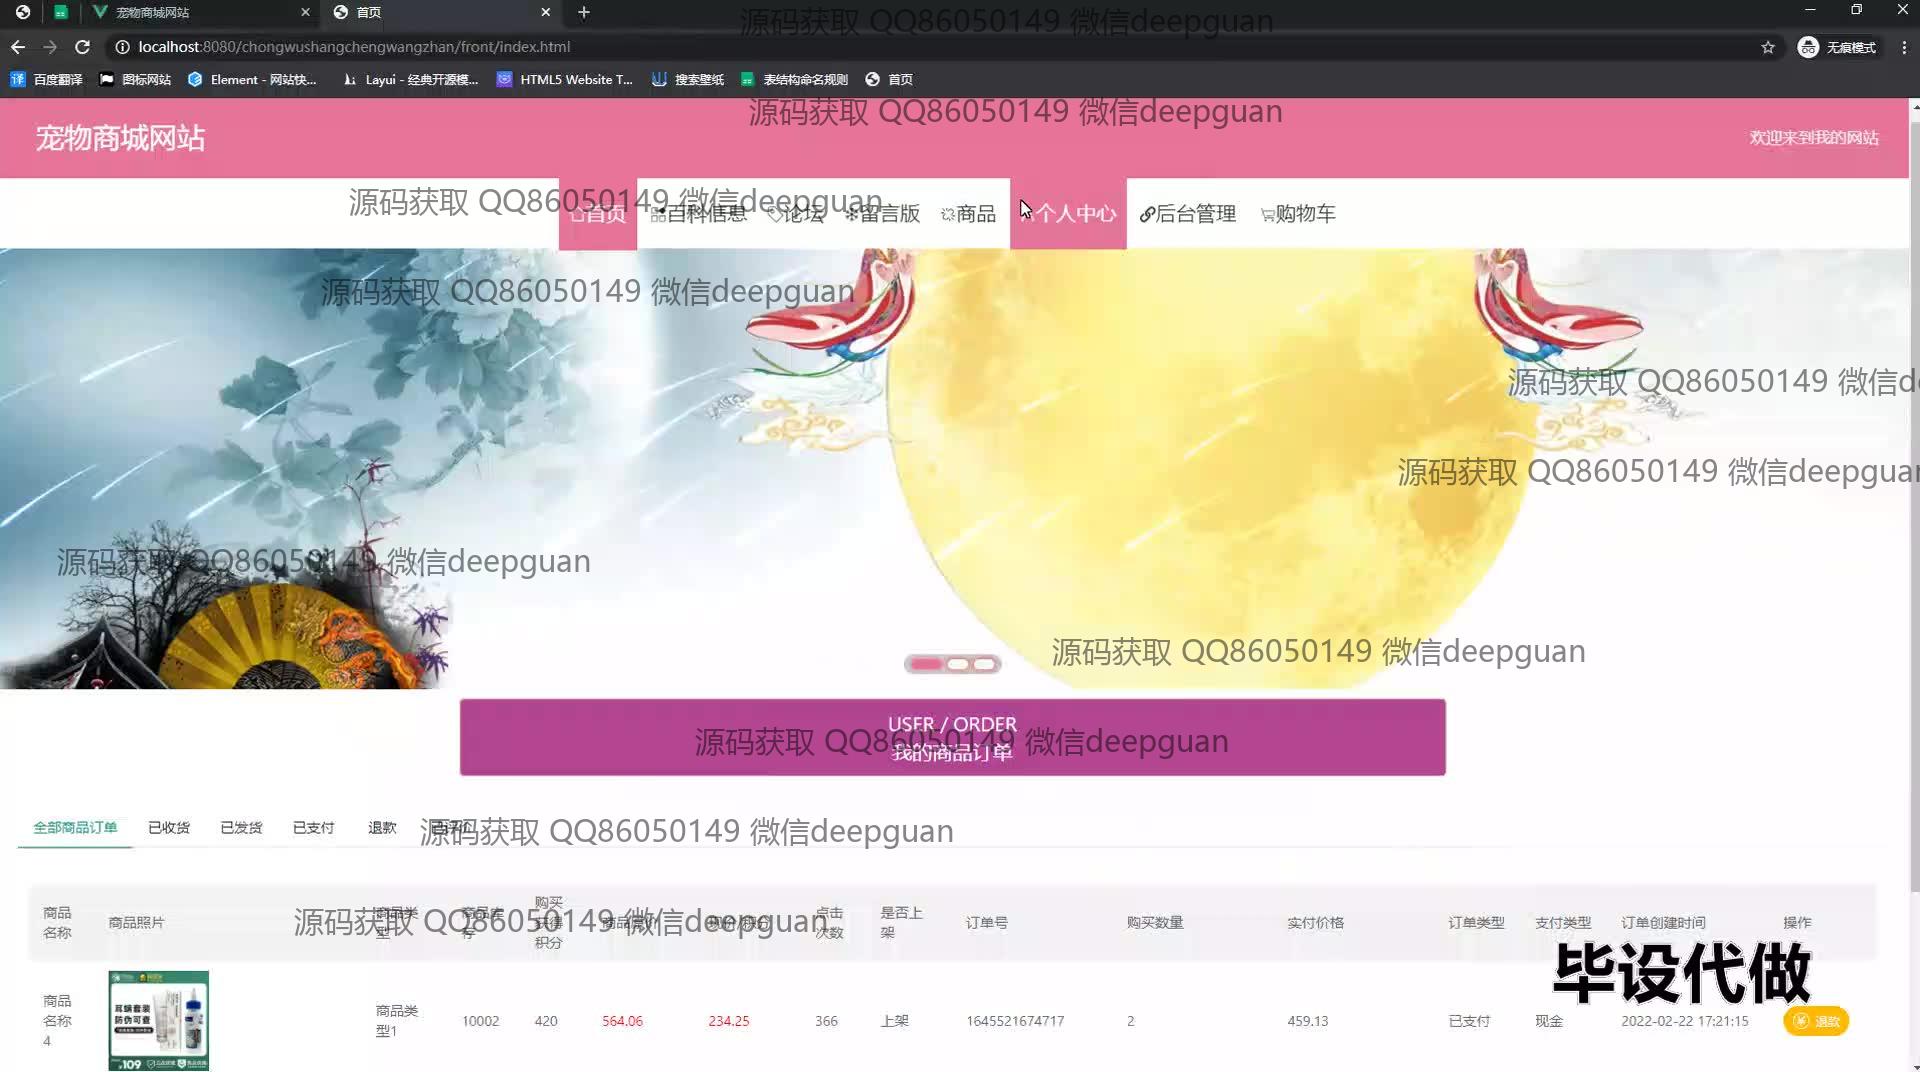 宠物商城网站
首页
localhost:8080/chongwushangchengwangzhan/front/index.html
无痕模式
百度翻译
图标网站
Element - 网站快...
Layui - 经典开源模...
HTML5 Website T...
搜索壁纸
表结构命名规则
首页
源码获取 QQ86050149 微信deepguan
源码获取 QQ86050149 微信deepguan
宠物商城网站
欢迎来到我的网站
源码获取 QQ86050149 微信deepguan
首页
百科信息
论坛
留言版
商品
个人中心
后台管理
购物车
源码获取 QQ86050149 微信deepguan
源码获取 QQ86050149 微信de
源码获取 QQ86050149 微信deepguan
源码获取 QQ86050149 微信deepguan
源码获取 QQ86050149 微信deepguan
USER / ORDER
我的商品订单
源码获取 QQ86050149 微信deepguan
全部商品订单
已收货
已发货
已支付
退款
已评价
源码获取 QQ86050149 微信deepguan
商品名称
商品照片
商品类型
商品库存
购买获得积分
商品原价
现价/积分
点击次数
是否上架
订单号
购买数量
实付价格
订单类型
支付类型
订单创建时间
操作
源码获取 QQ86050149 微信deepguan
毕设代做
商品名称4
耳螨套装
防伪可查
109
商品类型1
10002
420
564.06
234.25
366
上架
1645521674717
2
459.13
已支付
现金
2022-02-22 17:21:15
退款